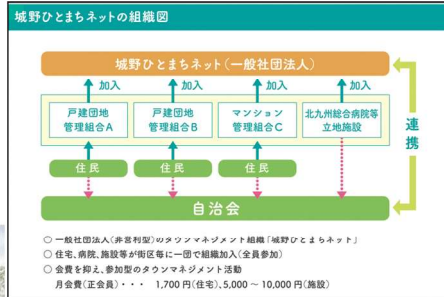 城野ひとまちネットの組織図
城野ひとまちネット(一般社団法人)
加入 加入 加入 加入
戸建団地 戸建団地 マンション 北九州総合病院等
管理組合A 管理組合B 管理組合C 立地施設
連携
住民 住民 住民
自治会
○ 一般社団法人(非営利型)のタウンマネジメント組織「城野ひとまちネット」
○ 住宅、病院、施設等が街区毎に一団で組織加入(全員参加)
○ 会費を抑え、参加型のタウンマネジメント活動
月会費(正会員)・・・ 1,700円(住宅)、5,000 ~ 10,000円(施設)